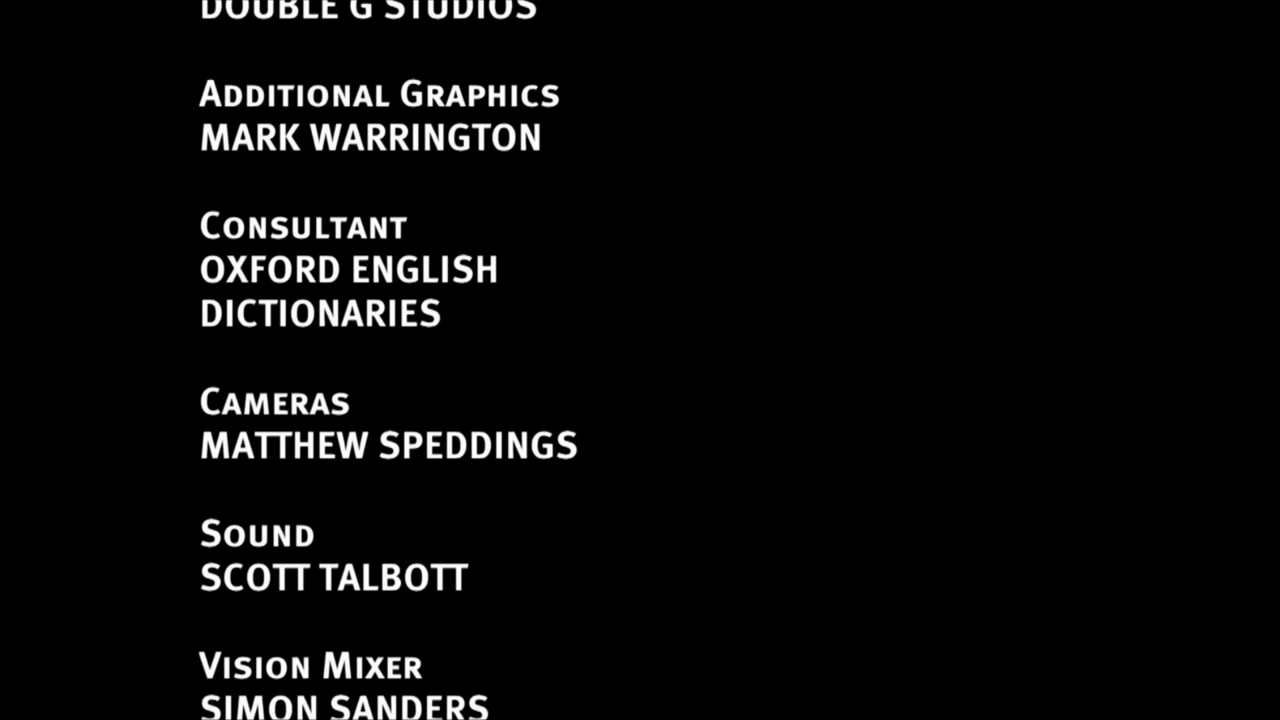 DOUBLE G STUDIOS
Additional Graphics
MARK WARRINGTON
Consultant
OXFORD ENGLISH
DICTIONARIES
Cameras
MATTHEW SPEDDINGS
Sound
SCOTT TALBOTT
Vision Mixer
SIMON SANDERS